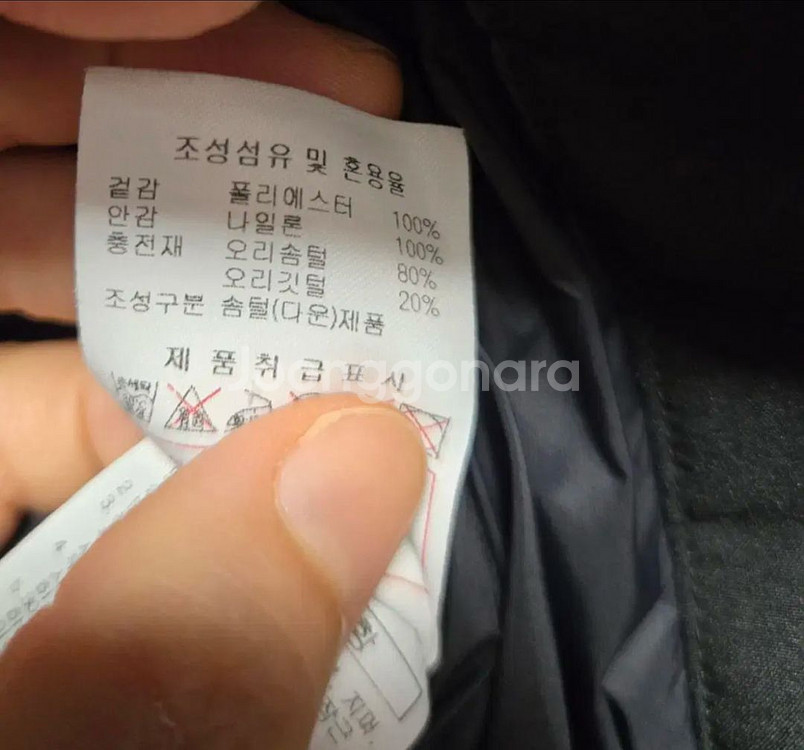 조성섬유 및 혼용율
겉감 폴리에스터 100%
안감 나일론 100%
충전재 오리솜털 80%
오리깃털 20%
조성구분 솜털(다운)제품
제 품 취 급 표 시
Joonggonara